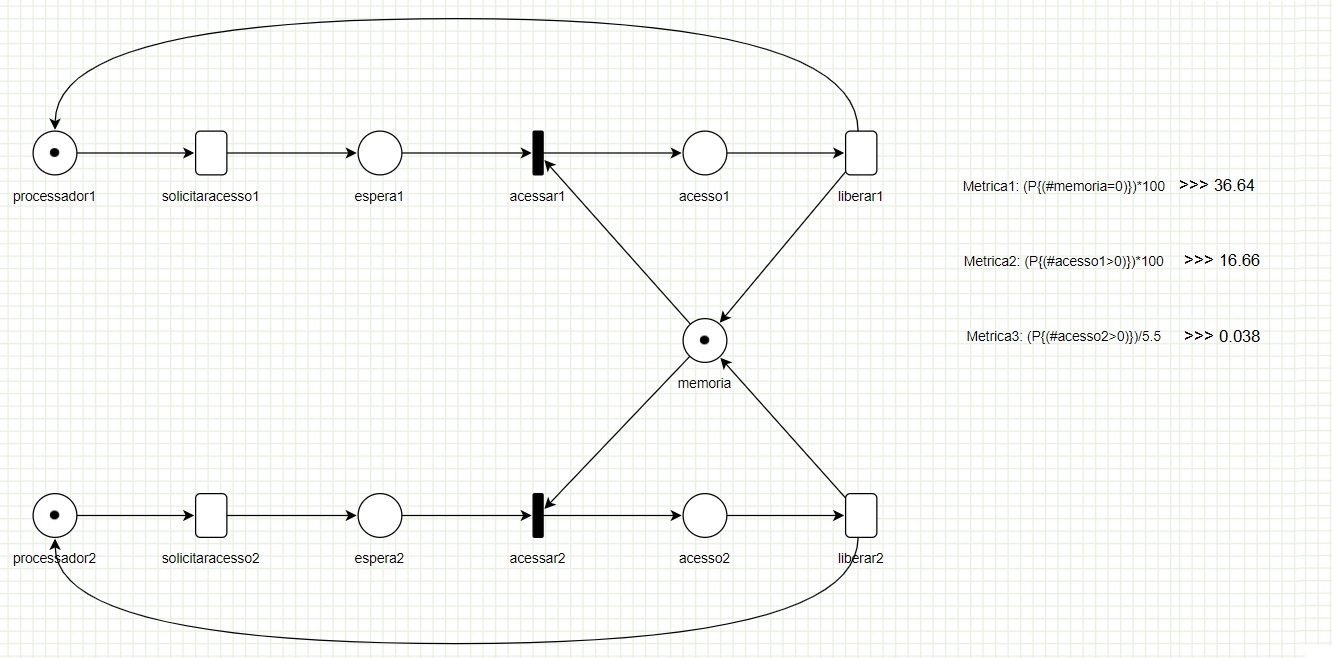 processador1
solicitaracesso1
espera1
acessar1
acesso1
liberar1
Metrica1: (P{(#memoria=0)})*100 >>> 36.64
Metrica2: (P{(#acesso1>0)})*100 >>> 16.66
Metrica3: (P{(#acesso2>0)})/5.5 >>> 0.038
memoria
processador2
solicitaracesso2
espera2
acessar2
acesso2
liberar2